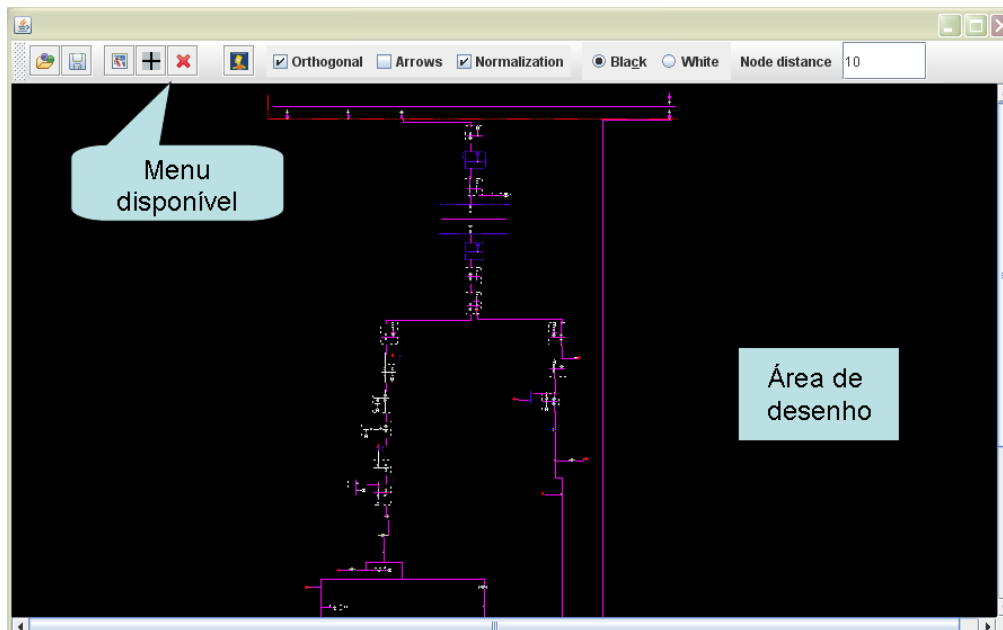 Orthogonal Arrows Normalization Black White Node distance 10
Menu
disponível
Área de
desenho